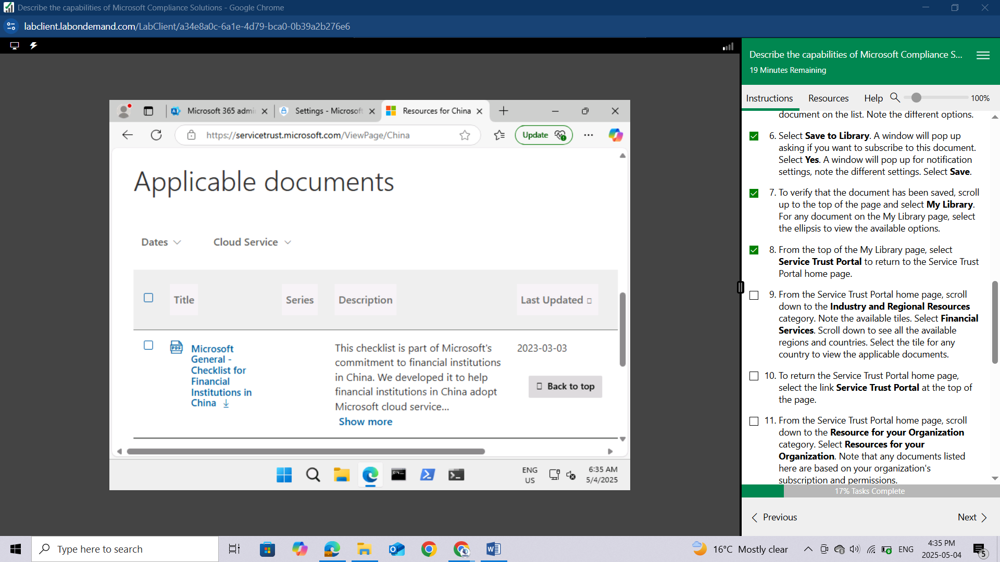 Describe the capabilities of Microsoft Compliance Solutions - Google Chrome
labclient.labondemand.com/LabClient/a34e8a0c-6a1e-4d79-bca0-0b39a2b276e6
Describe the capabilities of Microsoft Compliance S...
19 Minutes Remaining
Instructions
Resources
Help
100%
Microsoft 365 admi
Settings - Microsoft
Resources for China
https://servicetrust.microsoft.com/ViewPage/China
Update
Applicable documents
Dates
Cloud Service
Title
Series
Description
Last Updated
PDF
Microsoft
General -
Checklist for
Financial
Institutions in
China
This checklist is part of Microsoft's
commitment to financial institutions
in China. We developed it to help
financial institutions in China adopt
Microsoft cloud service...
Show more
2023-03-03
Back to top
ENG
US
6:35 AM
5/4/2025
document on the list. Note the different options.
6. Select Save to Library. A window will pop up
asking if you want to subscribe to this document.
Select Yes. A window will pop up for notification
settings, note the different settings. Select Save.
7. To verify that the document has been saved, scroll
up to the top of the page and select My Library.
For any document on the My Library page, select
the ellipsis to view the available options.
8. From the top of the My Library page, select
Service Trust Portal to return to the Service Trust
Portal home page.
9. From the Service Trust Portal home page, scroll
down to the Industry and Regional Resources
category. Note the available tiles. Select Financial
Services. Scroll down to see all the available
regions and countries. Select the tile for any
country to view the applicable documents.
10. To return the Service Trust Portal home page,
select the link Service Trust Portal at the top of
the page.
11. From the Service Trust Portal home page, scroll
down to the Resource for your Organization
category. Select Resources for your
Organization. Note that any documents listed
here are based on your organization's
subscription and permissions.
17% Tasks Complete
Previous
Next
Type here to search
16°C Mostly clear
ENG
4:35 PM
2025-05-04
5